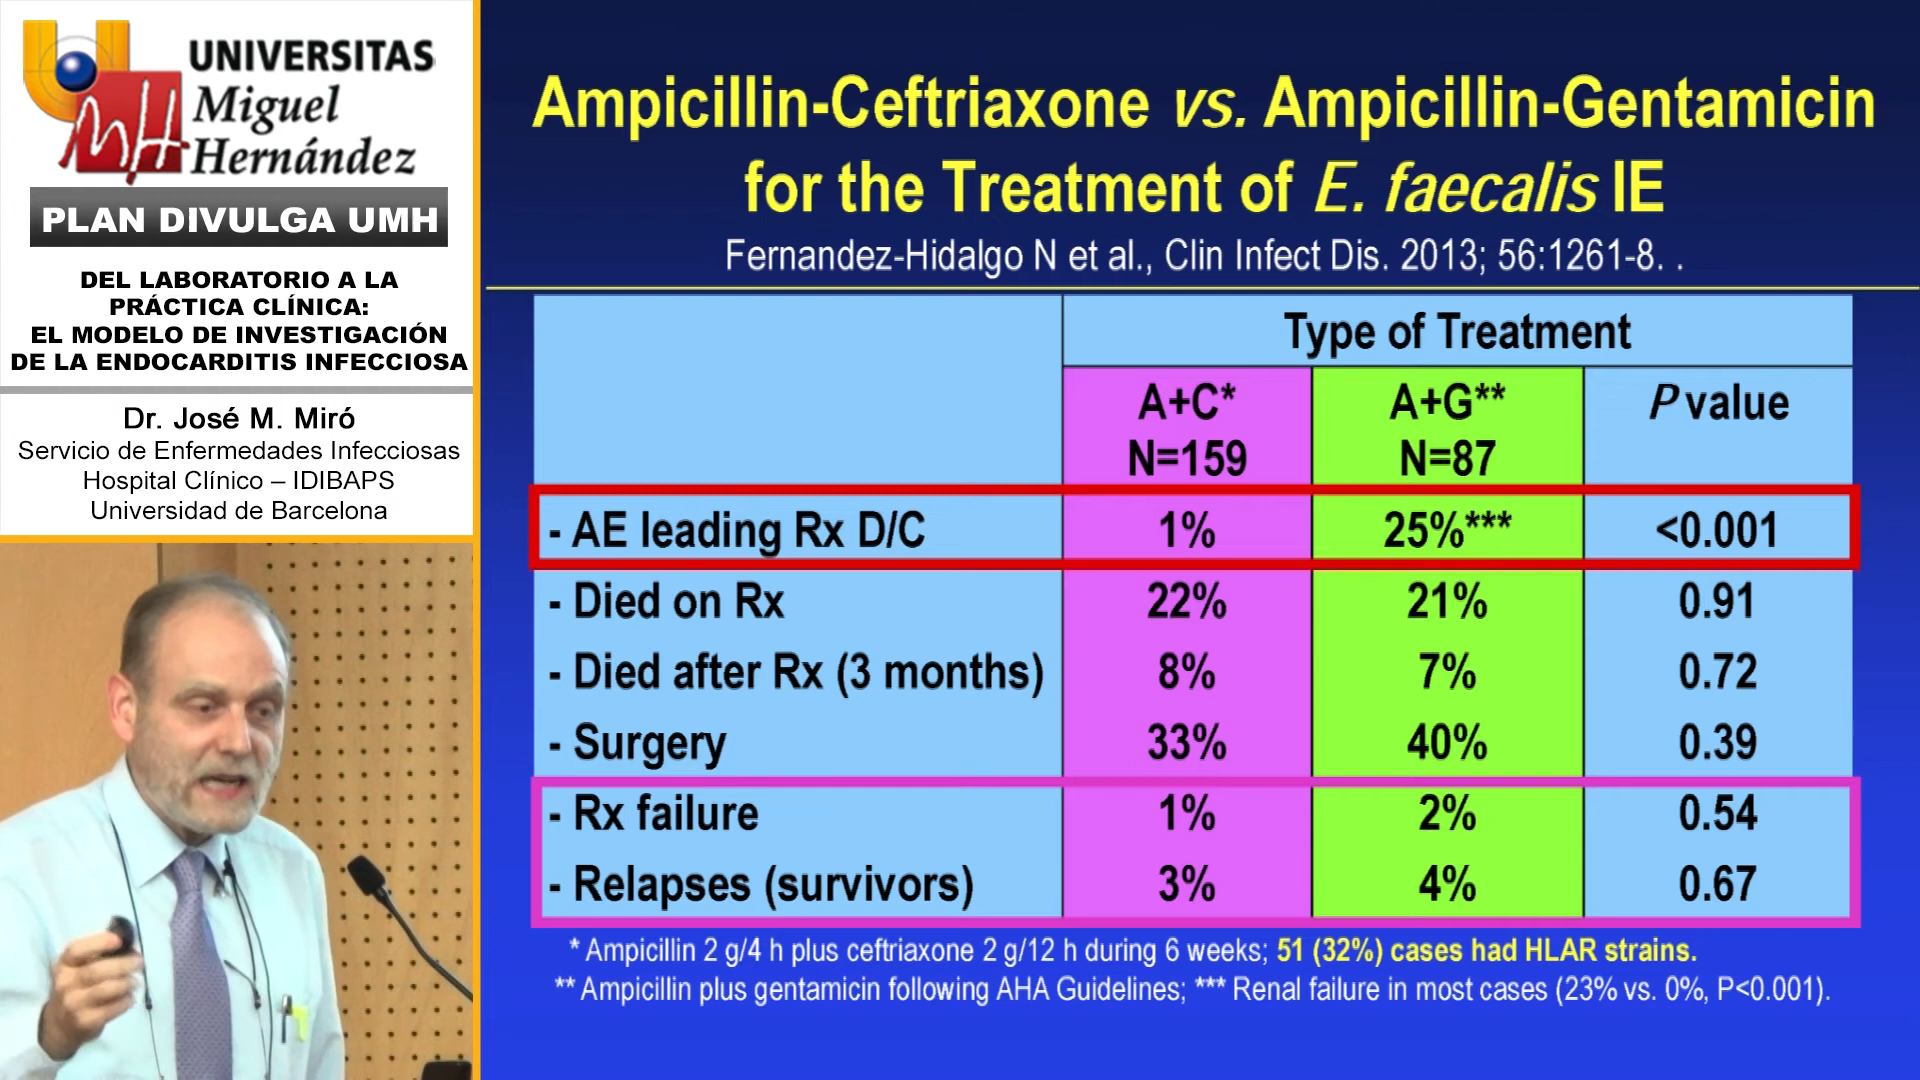 UNIVERSITAS
Miguel
Hernández
PLAN DIVULGA UMH
DEL LABORATORIO A LA
PRÁCTICA CLÍNICA:
EL MODELO DE INVESTIGACIÓN
DE LA ENDOCARDITIS INFECCIOSA
Dr. José M. Miró
Servicio de Enfermedades Infecciosas
Hospital Clínico – IDIBAPS
Universidad de Barcelona
Ampicillin-Ceftriaxone vs. Ampicillin-Gentamicin
for the Treatment of E. faecalis IE
Fernandez-Hidalgo N et al., Clin Infect Dis. 2013; 56:1261-8. .
Type of Treatment
A+C* A+G** P value
N=159 N=87
- AE leading Rx D/C 1% 25%*** <0.001
- Died on Rx 22% 21% 0.91
- Died after Rx (3 months) 8% 7% 0.72
- Surgery 33% 40% 0.39
- Rx failure 1% 2% 0.54
- Relapses (survivors) 3% 4% 0.67
* Ampicillin 2 g/4 h plus ceftriaxone 2 g/12 h during 6 weeks; 51 (32%) cases had HLAR strains.
** Ampicillin plus gentamicin following AHA Guidelines; *** Renal failure in most cases (23% vs. 0%, P<0.001).